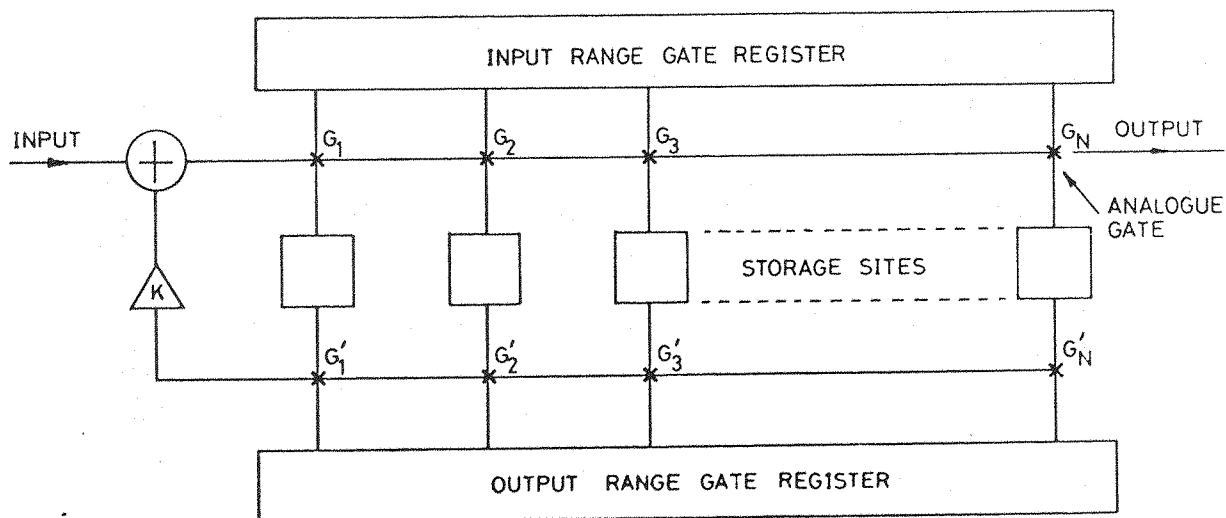 INPUT RANGE GATE REGISTER
INPUT
G1
G2
G3
GN
OUTPUT
ANALOGUE
GATE
STORAGE SITES
K
G'1
G'2
G'3
G'N
OUTPUT RANGE GATE REGISTER